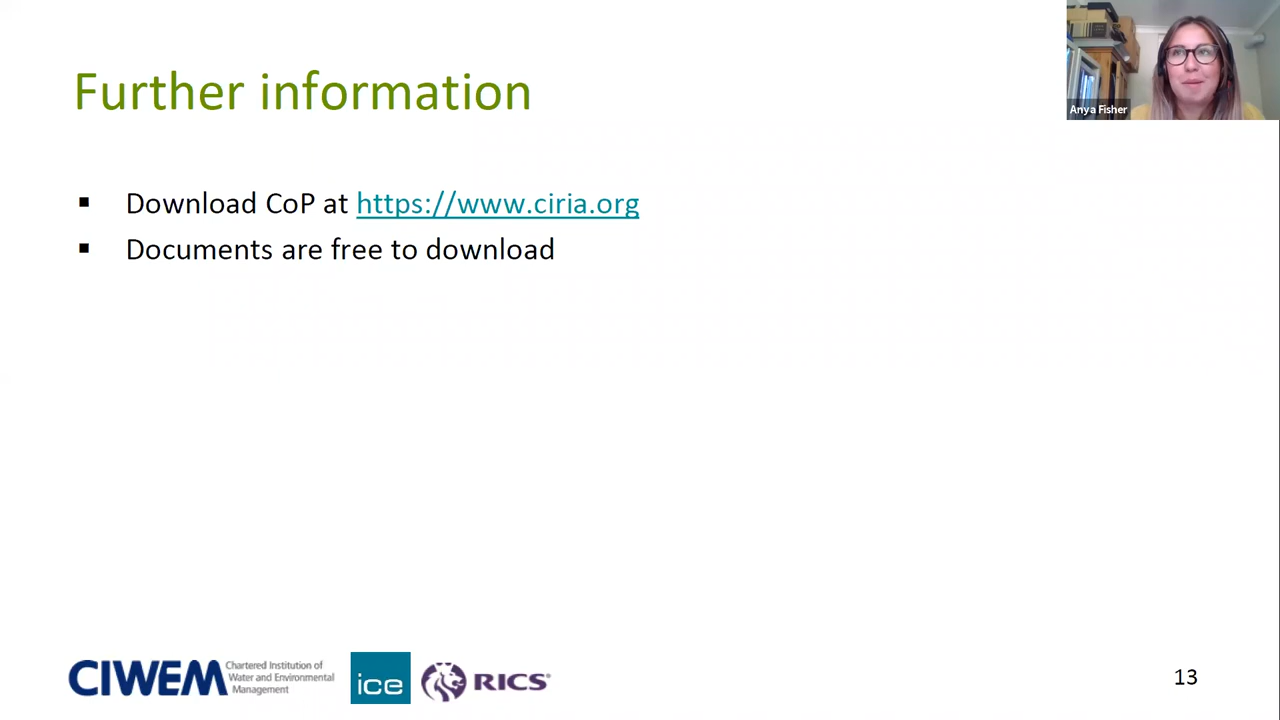 Further information
Anya Fisher
▪ Download CoP at https://www.ciria.org
▪ Documents are free to download
CIWEM
Chartered Institution of
Water and Environmental
Management
ice
RICS
13